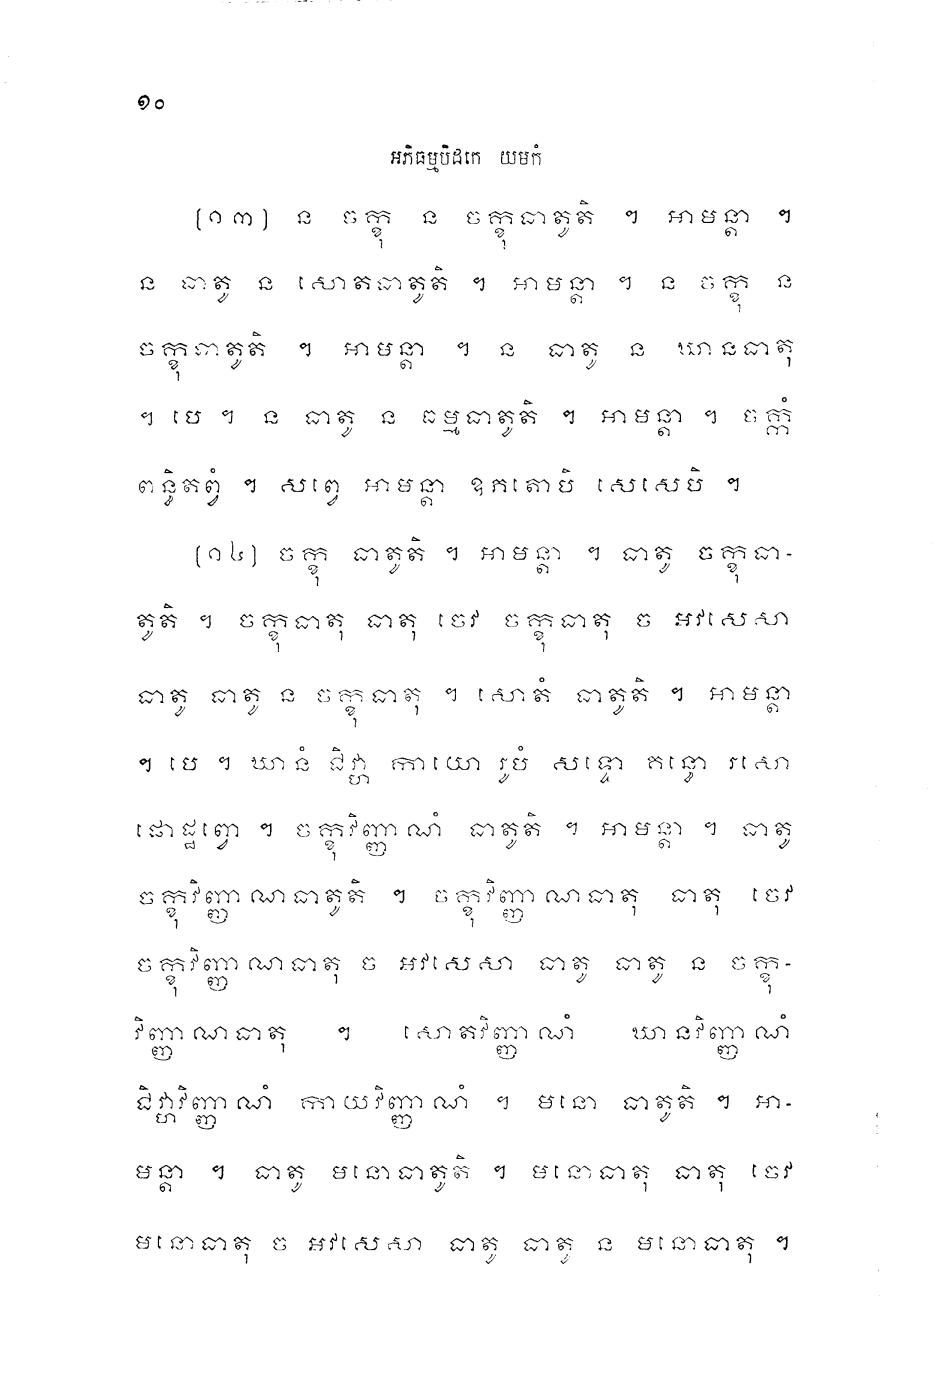 ១០
អភិធម្មបិដកេ យមកំ
[១៣] ន ចក្ខុ ន ចក្ខុធាតូតិ ។ អាមន្តា ។
ន ធាតូ ន សោតធាតូតិ ។ អាមន្តា ។ ន ចក្ខុ ន
ចក្ខុធាតូតិ ។ អាមន្តា ។ ន ធាតូ ន ឃានធាតុ
។ បេ ។ ន ធាតូ ន ធម្មធាតូតិ ។ អាមន្តា ។ ចក្កំ
ពន្ធិតព្វំ ។ សព្វេ អាមន្តា ឧភតោបិ សេសេបិ ។
[១៤] ចក្ខុ ធាតូតិ ។ អាមន្តា ។ ធាតូ ចក្ខុធា-
តូតិ ។ ចក្ខុធាតុ ធាតុ ចេវ ចក្ខុធាតុ ច អវសេសា
ធាតូ ធាតូ ន ចក្ខុធាតុ ។ សោតំ ធាតូតិ ។ អាមន្តា
។ បេ ។ ឃានំ ជិវ្ហា កាយោ រូបំ សទ្ទោ គន្ធោ រសោ
ផោដ្ឋព្វោ ។ ចក្ខុវិញ្ញាណំ ធាតូតិ ។ អាមន្តា ។ ធាតូ
ចក្ខុវិញ្ញាណធាតូតិ ។ ចក្ខុវិញ្ញាណធាតុ ធាតុ ចេវ
ចក្ខុវិញ្ញាណធាតុ ច អវសេសា ធាតូ ធាតូ ន ចក្ខុ-
វិញ្ញាណធាតុ ។ សោតវិញ្ញាណំ ឃានវិញ្ញាណំ
ជិវ្ហាវិញ្ញាណំ កាយវិញ្ញាណំ ។ មនោ ធាតូតិ ។ អា-
មន្តា ។ ធាតូ មនោធាតូតិ ។ មនោធាតុ ធាតុ ចេវ
មនោធាតុ ច អវសេសា ធាតូ ធាតូ ន មនោធាតុ ។